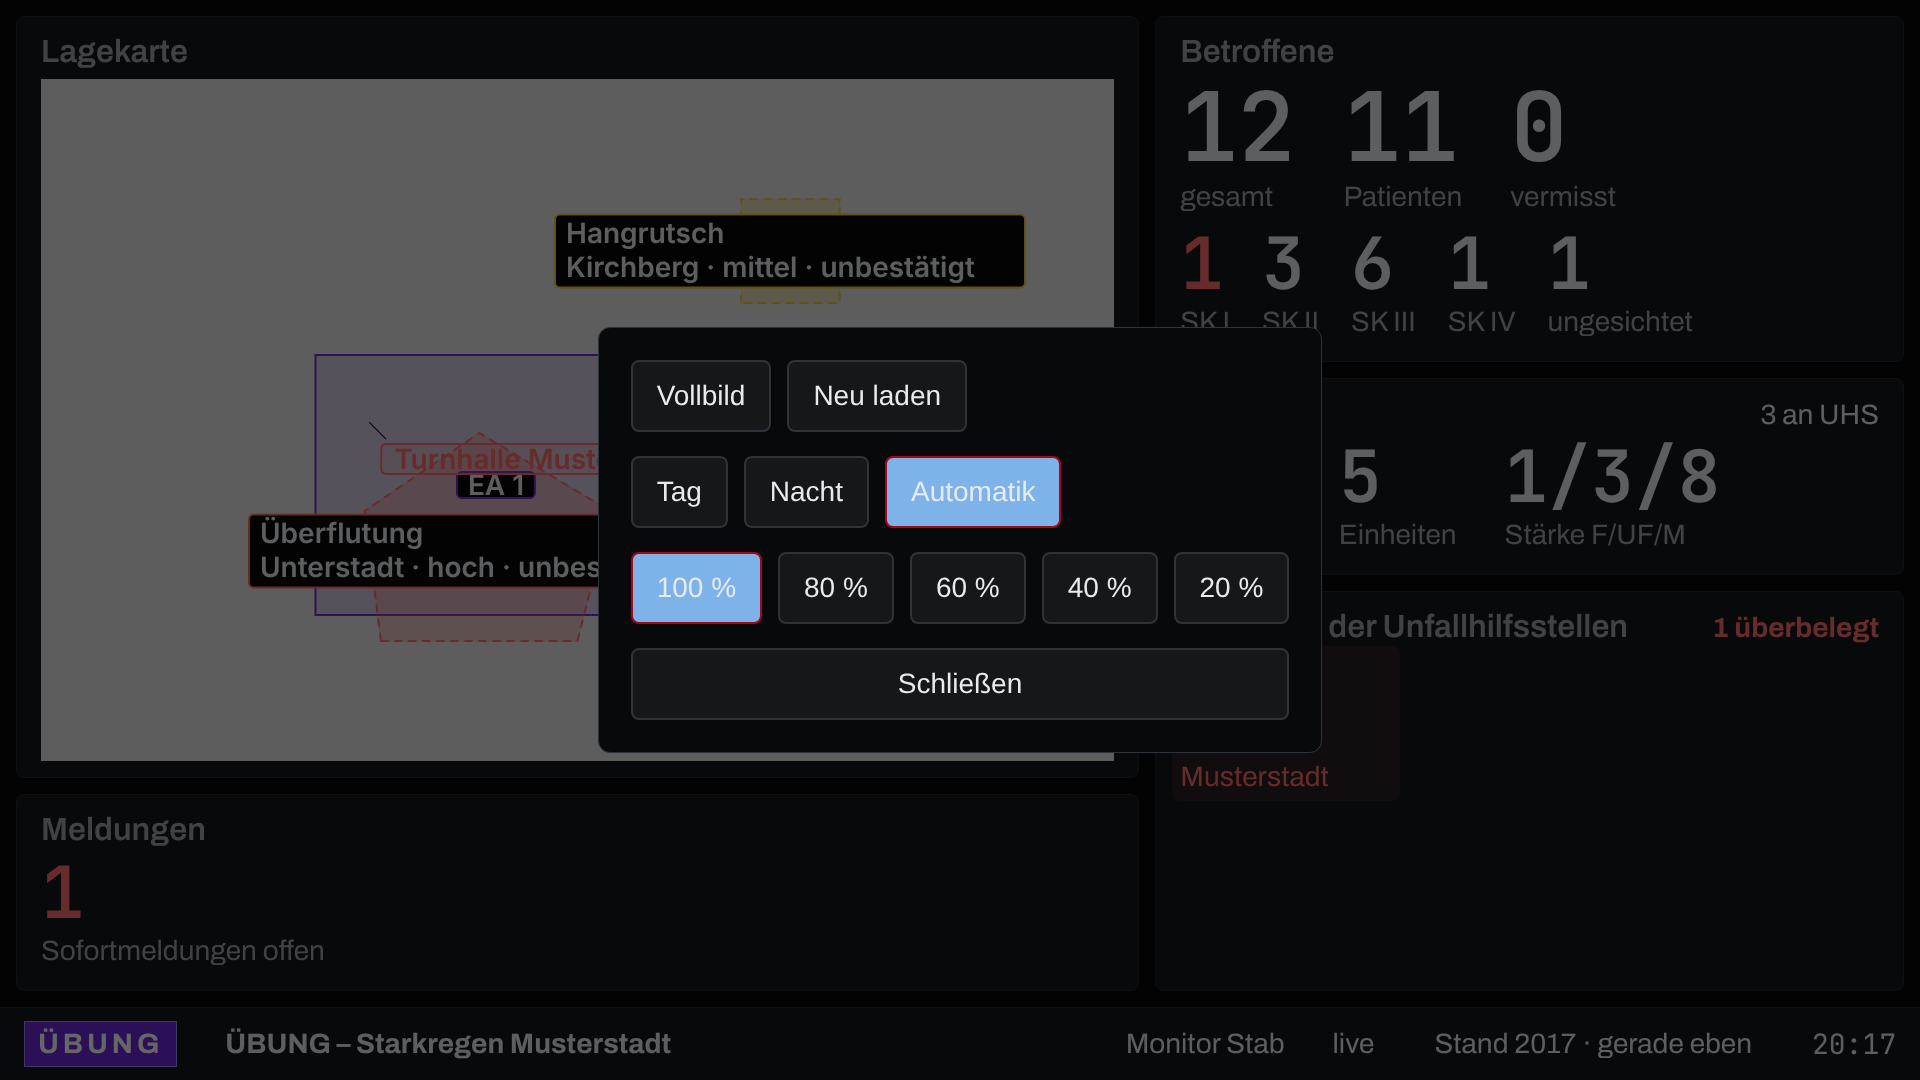 Lagekarte
Hangrutsch
Kirchberg · mittel · unbestätigt
Turnhalle
EA 1
Überflutung
Unterstadt · hoch ·
Betroffene
12 11 0
gesamt Patienten vermisst
1 3 6 1 1
SK I SK II SK III SK IV ungesichtet
3 an UHS
5 1/3/8
Einheiten Stärke F/UF/M
der Unfallhilfsstellen 1 überbelegt
Musterstadt
Vollbild Neu laden
Tag Nacht Automatik
100 % 80 % 60 % 40 % 20 %
Schließen
Meldungen
1
Sofortmeldungen offen
ÜBUNG ÜBUNG – Starkregen Musterstadt Monitor Stab live Stand 2017 · gerade eben 20:17